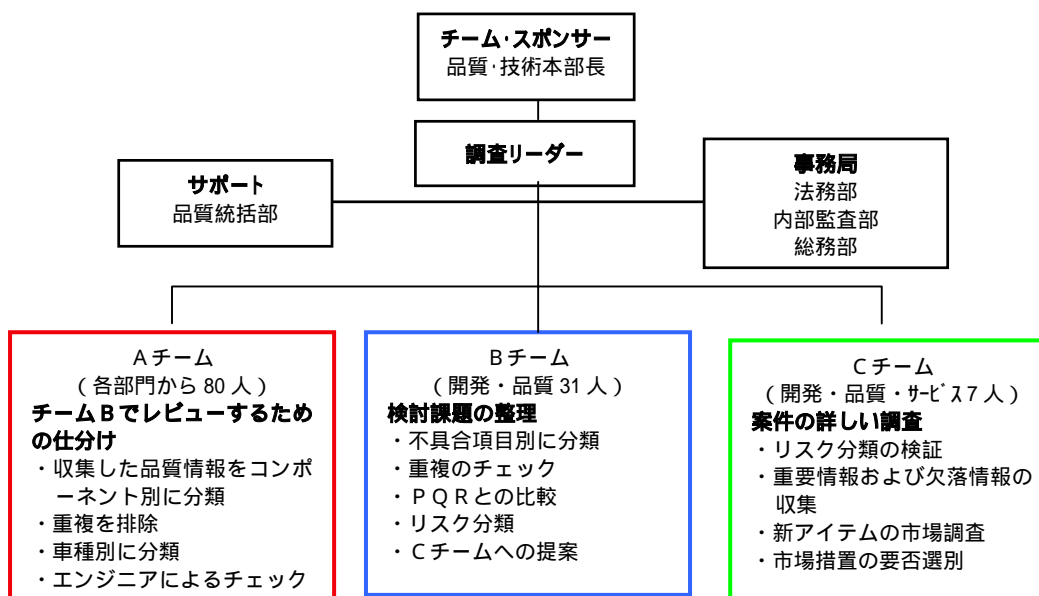 チーム・スポンサー
品質・技術本部長
調査リーダー
サポート
品質統括部
事務局
法務部
内部監査部
総務部
Aチーム
(各部門から 80 人)
チームBでレビューするため
の仕分け
・収集した品質情報をコンポ
ーネント別に分類
・重複を排除
・車種別に分類
・エンジニアによるチェック
Bチーム
(開発・品質 31 人)
検討課題の整理
・不具合項目別に分類
・重複のチェック
・PQRとの比較
・リスク分類
・Cチームへの提案
Cチーム
(開発・品質・サービス7 人)
案件の詳しい調査
・リスク分類の検証
・重要情報および欠落情報の
収集
・新アイテムの市場調査
・市場措置の要否選別